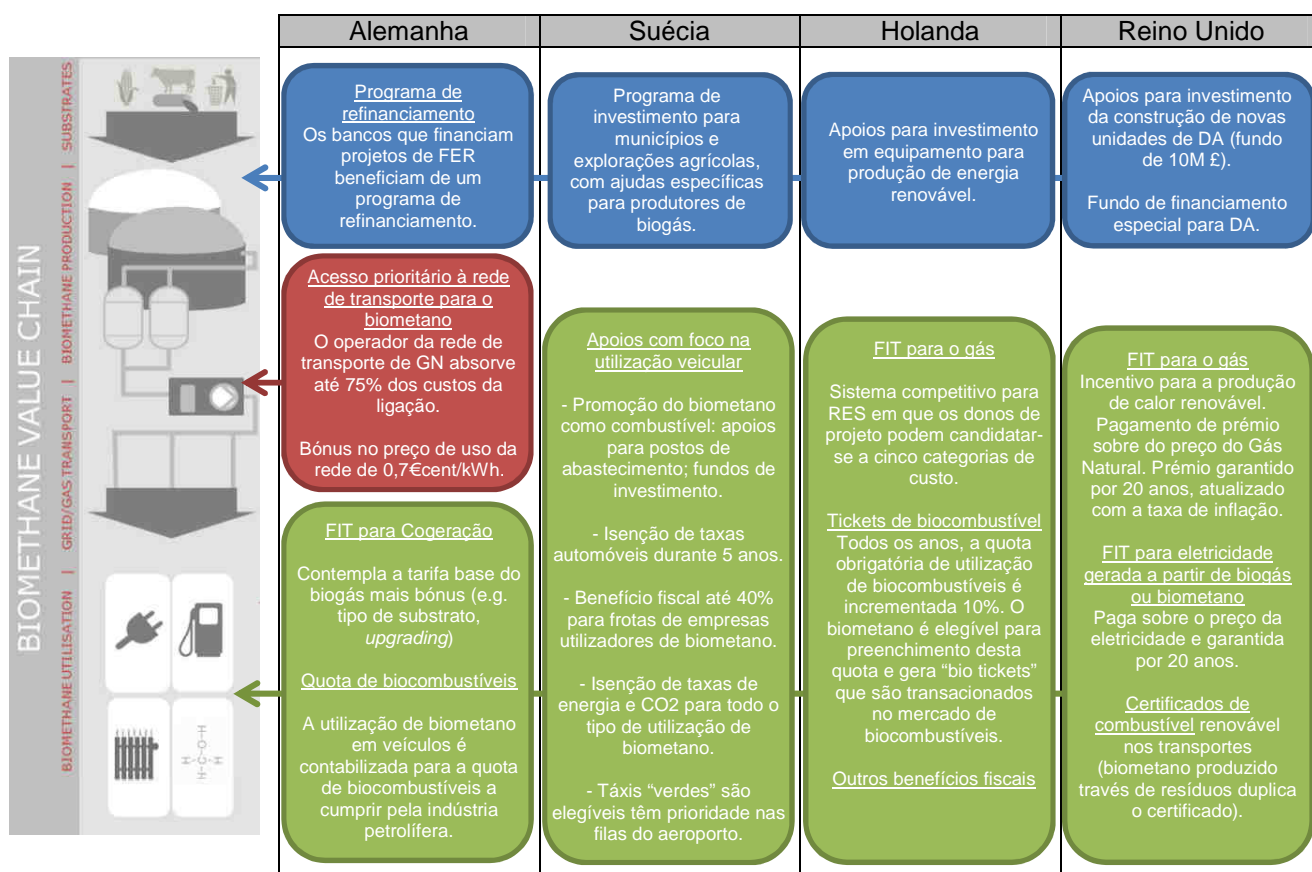 Alemanha
Suécia
Holanda
Reino Unido
BIOMETHANE VALUE CHAIN
BIOMETHANE UTILISATION | GRID/GAS TRANSPORT | BIOMETHANE PRODUCTION | SUBSTRATES
Programa de
refinanciamento
Os bancos que financiam
projetos de FER
beneficiam de um
programa de
refinanciamento.
Programa de
investimento para
municípios e
explorações agrícolas,
com ajudas específicas
para produtores de
biogás.
Apoios para investimento
em equipamento para
produção de energia
renovável.
Apoios para investimento
da construção de novas
unidades de DA (fundo
de 10M £).
Fundo de financiamento
especial para DA.
Acesso prioritário à rede
de transporte para o
biometano
O operador da rede de
transporte de GN absorve
até 75% dos custos da
ligação.
Bónus no preço de uso da
rede de 0,7€cent/kWh.
FIT para Cogeração
Contempla a tarifa base do
biogás mais bónus (e.g.
tipo de substrato,
upgrading)
Quota de biocombustíveis
A utilização de biometano
em veículos é
contabilizada para a quota
de biocombustíveis a
cumprir pela indústria
petrolífera.
Apoios com foco na
utilização veicular
- Promoção do biometano
como combustível: apoios
para postos de
abastecimento; fundos de
investimento.
- Isenção de taxas
automóveis durante 5 anos.
- Benefício fiscal até 40%
para frotas de empresas
utilizadores de biometano.
- Isenção de taxas de
energia e CO2 para todo o
tipo de utilização de
biometano.
- Táxis “verdes” são
elegíveis têm prioridade nas
filas do aeroporto.
FIT para o gás
Sistema competitivo para
RES em que os donos de
projeto podem candidatar-
se a cinco categorias de
custo.
Tickets de biocombustível
Todos os anos, a quota
obrigatória de utilização
de biocombustíveis é
incrementada 10%. O
biometano é elegível para
preenchimento desta
quota e gera “bio tickets”
que são transacionados
no mercado de
biocombustíveis.
Outros benefícios fiscais
FIT para o gás
Incentivo para a produção
de calor renovável.
Pagamento de prémio
sobre do preço do Gás
Natural. Prémio garantido
por 20 anos, atualizado
com a taxa de inflação.
FIT para eletricidade
gerada a partir de biogás
ou biometano
Paga sobre o preço da
eletricidade e garantida
por 20 anos.
Certificados de
combustível renovável
nos transportes
(biometano produzido
través de resíduos duplica
o certificado).
H
H-C-O-H
H